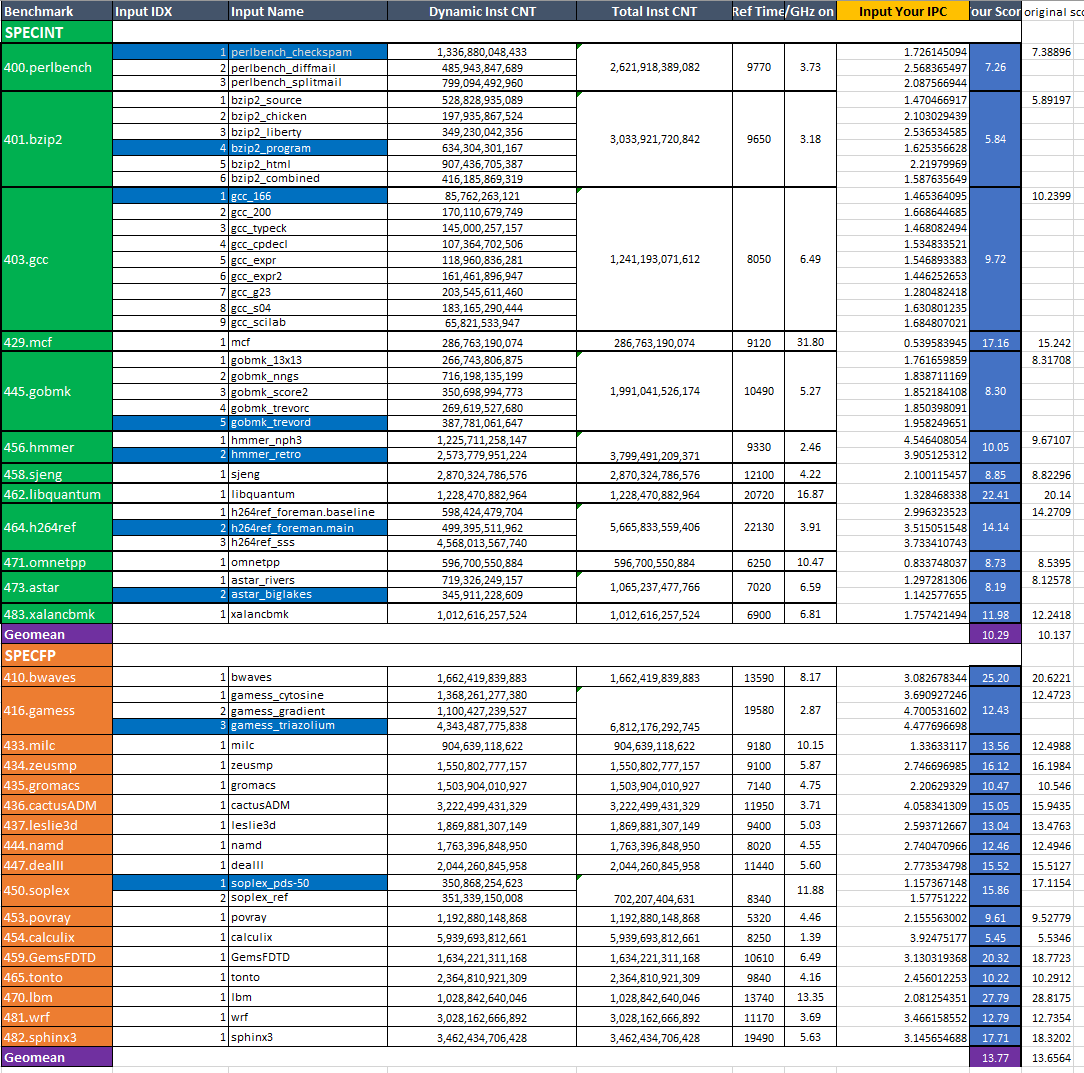 Benchmark Input IDX Input Name Dynamic Inst CNT Total Inst CNT Ref Time /GHz on Input Your IPC our Scor original sco
SPECINT
400.perlbench 1 perlbench_checkspam 1,336,880,048,433 2,621,918,389,082 9770 3.73 1.726145094 7.26 7.38896
2 perlbench_diffmail 485,943,847,689 2.568365497
3 perlbench_splitmail 799,094,492,960 2.087566944
401.bzip2 1 bzip2_source 528,828,935,089 3,033,921,720,842 9650 3.18 1.470466917 5.84 5.89197
2 bzip2_chicken 197,935,867,524 2.103029439
3 bzip2_liberty 349,230,042,356 2.536534585
4 bzip2_program 634,304,301,167 1.625356628
5 bzip2_html 907,436,705,387 2.21979969
6 bzip2_combined 416,185,869,319 1.587635649
403.gcc 1 gcc_166 85,762,263,121 1,241,193,071,612 8050 6.49 1.465364095 9.72 10.2399
2 gcc_200 170,110,679,749 1.668644685
3 gcc_typeck 145,000,257,157 1.468082494
4 gcc_cpdecl 107,364,702,506 1.534833521
5 gcc_expr 118,960,836,281 1.546893383
6 gcc_expr2 161,461,896,947 1.446252653
7 gcc_g23 203,545,611,460 1.280482418
8 gcc_s04 183,165,290,444 1.630801235
9 gcc_scilab 65,821,533,947 1.684807021
429.mcf 1 mcf 286,763,190,074 286,763,190,074 9120 31.80 0.539583945 17.16 15.242
445.gobmk 1 gobmk_13x13 266,743,806,875 1,991,041,526,174 10490 5.27 1.761659859 8.30 8.31708
2 gobmk_nngs 716,198,135,199 1.838711169
3 gobmk_score2 350,698,994,773 1.852184108
4 gobmk_trevorc 269,619,527,680 1.850398091
5 gobmk_trevord 387,781,061,647 1.958249651
456.hmmer 1 hmmer_nph3 1,225,711,258,147 3,799,491,209,371 9330 2.46 4.546408054 10.05 9.67107
2 hmmer_retro 2,573,779,951,224 3.905125312
458.sjeng 1 sjeng 2,870,324,786,576 2,870,324,786,576 12100 4.22 2.100115457 8.85 8.82296
462.libquantum 1 libquantum 1,228,470,882,964 1,228,470,882,964 20720 16.87 1.328468338 22.41 20.14
464.h264ref 1 h264ref_foreman.baseline 598,424,479,704 5,665,833,559,406 22130 3.91 2.996323523 14.14 14.2709
2 h264ref_foreman.main 499,395,511,962 3.515051548
3 h264ref_sss 4,568,013,567,740 3.733410743
471.omnetpp 1 omnetpp 596,700,550,884 596,700,550,884 6250 10.47 0.833748037 8.73 8.5395
473.astar 1 astar_rivers 719,326,249,157 1,065,237,477,766 7020 6.59 1.297281306 8.19 8.12578
2 astar_biglakes 345,911,228,609 1.142577655
483.xalancbmk 1 xalancbmk 1,012,616,257,524 1,012,616,257,524 6900 6.81 1.757421494 11.98 12.2418
Geomean 10.29 10.137
SPECFP
410.bwaves 1 bwaves 1,662,419,839,883 1,662,419,839,883 13590 8.17 3.082678344 25.20 20.6221
416.gamess 1 gamess_cytosine 1,368,261,277,380 6,812,176,292,745 19580 2.87 3.690927246 12.43 12.4723
2 gamess_gradient 1,100,427,239,527 4.700531602
3 gamess_triazolium 4,343,487,775,838 4.477696698
433.milc 1 milc 904,639,118,622 904,639,118,622 9180 10.15 1.33633117 13.56 12.4988
434.zeusmp 1 zeusmp 1,550,802,777,157 1,550,802,777,157 9100 5.87 2.746696985 16.12 16.1984
435.gromacs 1 gromacs 1,503,904,010,927 1,503,904,010,927 7140 4.75 2.20629329 10.47 10.546
436.cactusADM 1 cactusADM 3,222,499,431,329 3,222,499,431,329 11950 3.71 4.058341309 15.05 15.9435
437.leslie3d 1 leslie3d 1,869,881,307,149 1,869,881,307,149 9400 5.03 2.593712667 13.04 13.4763
444.namd 1 namd 1,763,396,848,950 1,763,396,848,950 8020 4.55 2.740470966 12.46 12.4946
447.dealII 1 dealII 2,044,260,845,958 2,044,260,845,958 11440 5.60 2.773534798 15.52 15.5127
450.soplex 1 soplex_pds-50 350,868,254,623 702,207,404,631 8340 11.88 1.157367148 15.86 17.1154
2 soplex_ref 351,339,150,008 1.57751222
453.povray 1 povray 1,192,880,148,868 1,192,880,148,868 5320 4.46 2.155563002 9.61 9.52779
454.calculix 1 calculix 5,939,693,812,661 5,939,693,812,661 8250 1.39 3.92475177 5.45 5.5346
459.GemsFDTD 1 GemsFDTD 1,634,221,311,168 1,634,221,311,168 10610 6.49 3.130319368 20.32 18.7723
465.tonto 1 tonto 2,364,810,921,309 2,364,810,921,309 9840 4.16 2.456012253 10.22 10.2912
470.lbm 1 lbm 1,028,842,640,046 1,028,842,640,046 13740 13.35 2.081254351 27.79 28.8175
481.wrf 1 wrf 3,028,162,666,892 3,028,162,666,892 11170 3.69 3.466158552 12.79 12.7354
482.sphinx3 1 sphinx3 3,462,434,706,428 3,462,434,706,428 19490 5.63 3.145654688 17.71 18.3202
Geomean 13.77 13.6564